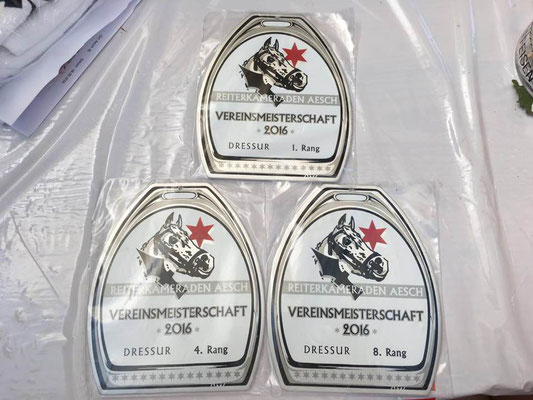 REITERKAMERADEN AESCH
VEREINSMEISTERSCHAFT
* 2016 *
DRESSUR 1. Rang
REITERKAMERADEN AESCH
VEREINSMEISTERSCHAFT
* 2016 *
DRESSUR 4. Rang
REITERKAMERADEN AESCH
VEREINSMEISTERSCHAFT
* 2016 *
DRESSUR 8. Rang